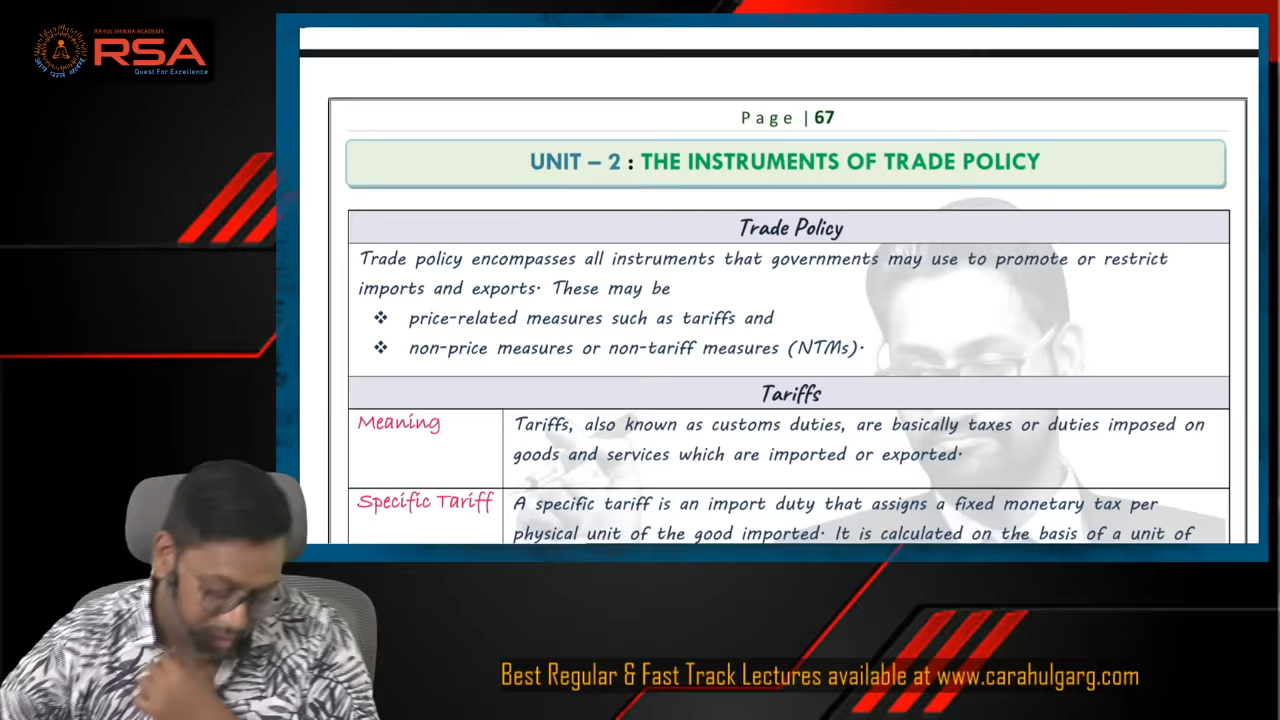 RAHUL SHIKHA ACADEMY
RSA
Quest For Excellence
Page | 67
UNIT – 2 : THE INSTRUMENTS OF TRADE POLICY
Trade Policy
Trade policy encompasses all instruments that governments may use to promote or restrict
imports and exports. These may be
❖ price-related measures such as tariffs and
❖ non-price measures or non-tariff measures (NTMs).
Tariffs
Meaning
Tariffs, also known as customs duties, are basically taxes or duties imposed on
goods and services which are imported or exported.
Specific Tariff
A specific tariff is an import duty that assigns a fixed monetary tax per
physical unit of the good imported. It is calculated on the basis of a unit of
Best Regular & Fast Track Lectures available at www.carahulgarg.com